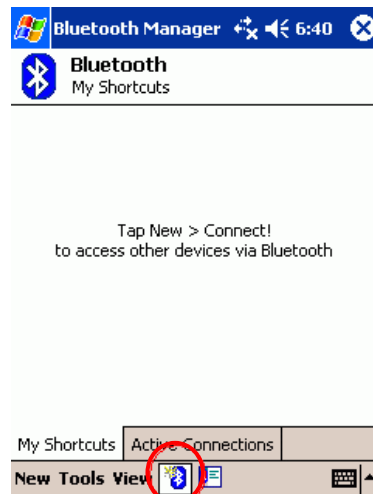 Bluetooth Manager 6:40
Bluetooth
My Shortcuts
Tap New > Connect!
to access other devices via Bluetooth
My Shortcuts Active Connections
New Tools View